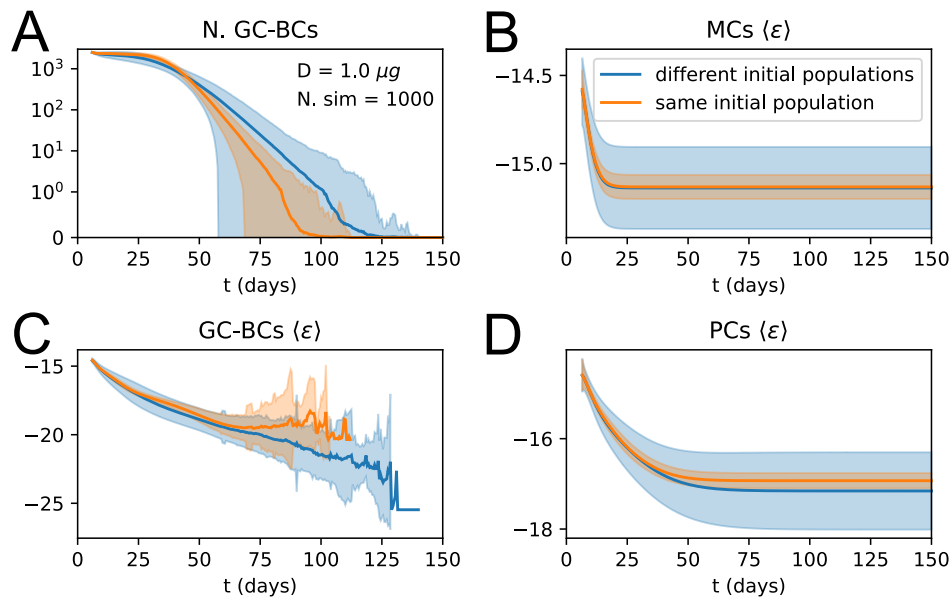 A
N. GC-BCs
D = 1.0 μg
N. sim = 1000
10³
10²
10¹
10⁰
0
0 25 50 75 100 125 150
t (days)
B
MCs ⟨ε⟩
different initial populations
same initial population
−14.5
−15.0
0 25 50 75 100 125 150
t (days)
C
GC-BCs ⟨ε⟩
−15
−20
−25
0 25 50 75 100 125 150
t (days)
D
PCs ⟨ε⟩
−16
−18
0 25 50 75 100 125 150
t (days)